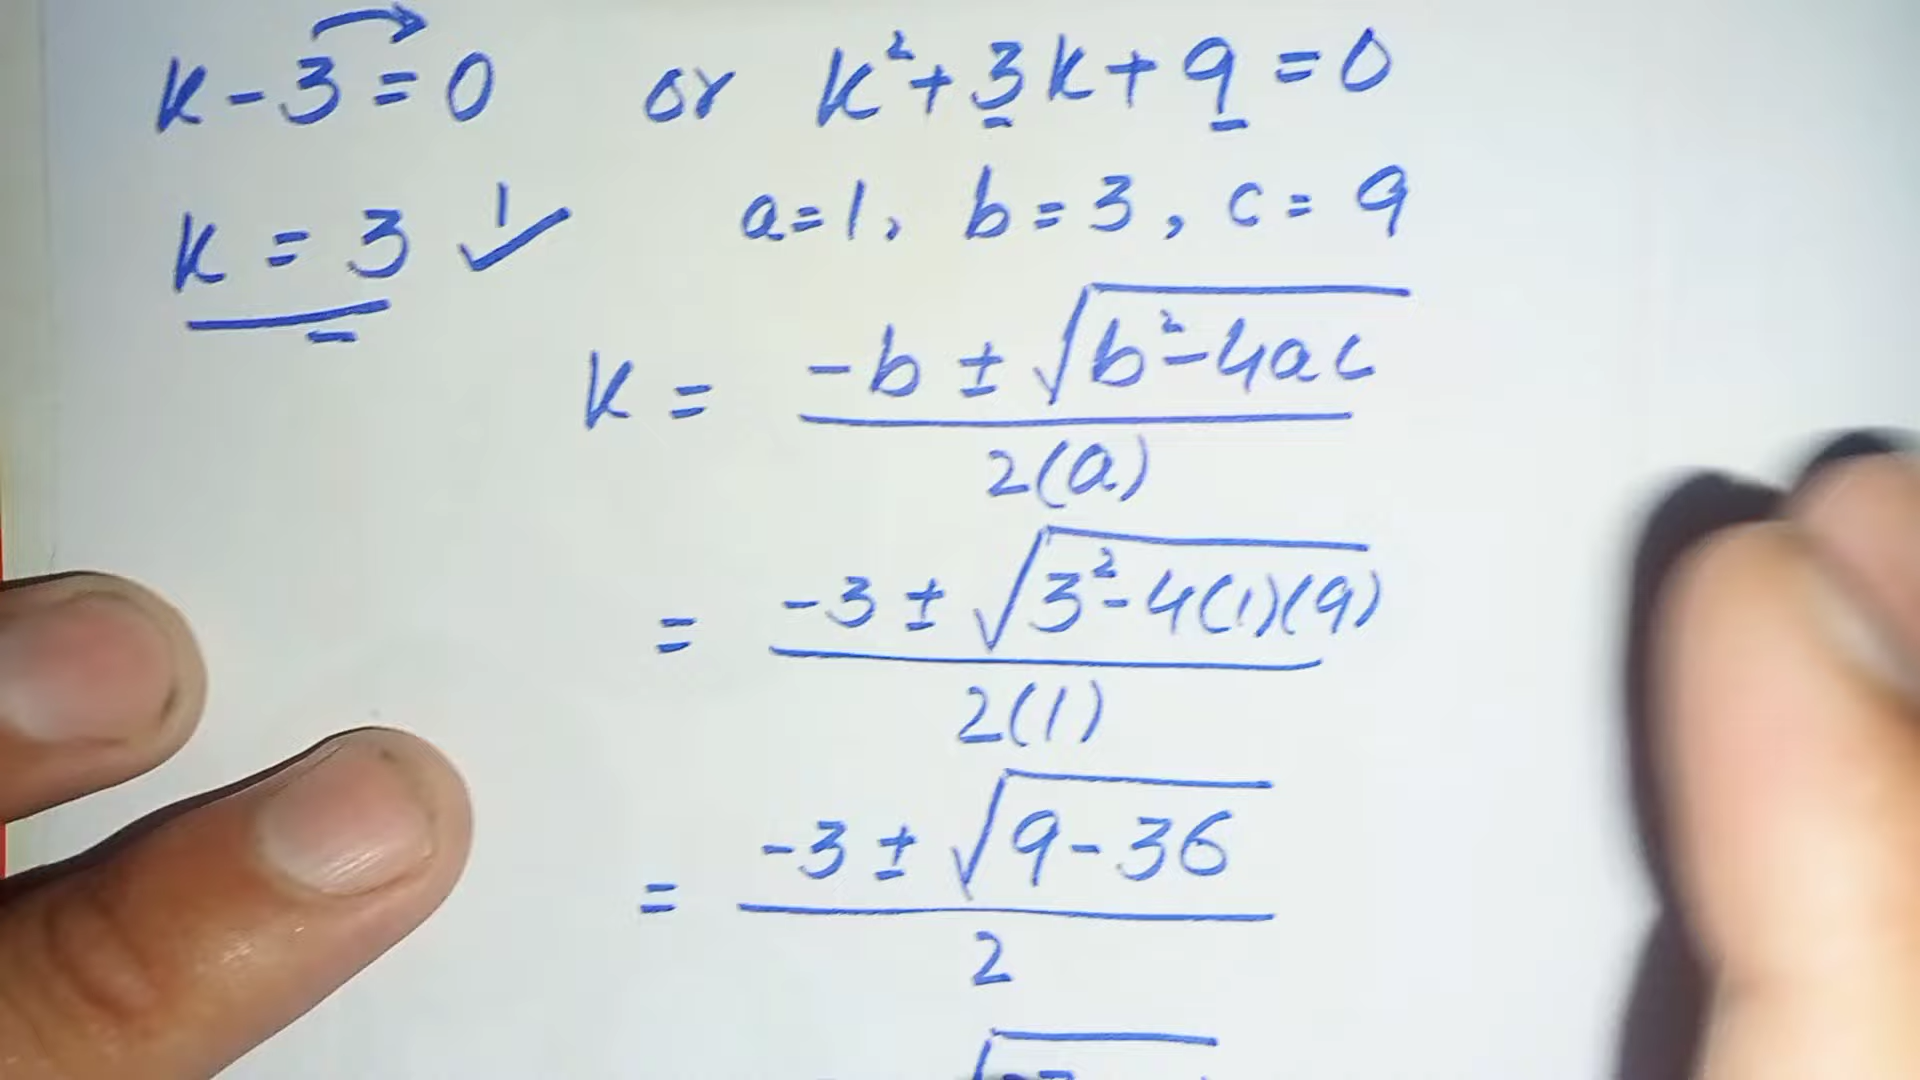 k - 3 = 0 or k² + 3k + 9 = 0
k = 3 ✓ 1 a = 1, b = 3, c = 9
k = (-b ± √(b² - 4ac)) / 2(a)
= (-3 ± √(3² - 4(1)(9))) / 2(1)
= (-3 ± √(9 - 36)) / 2